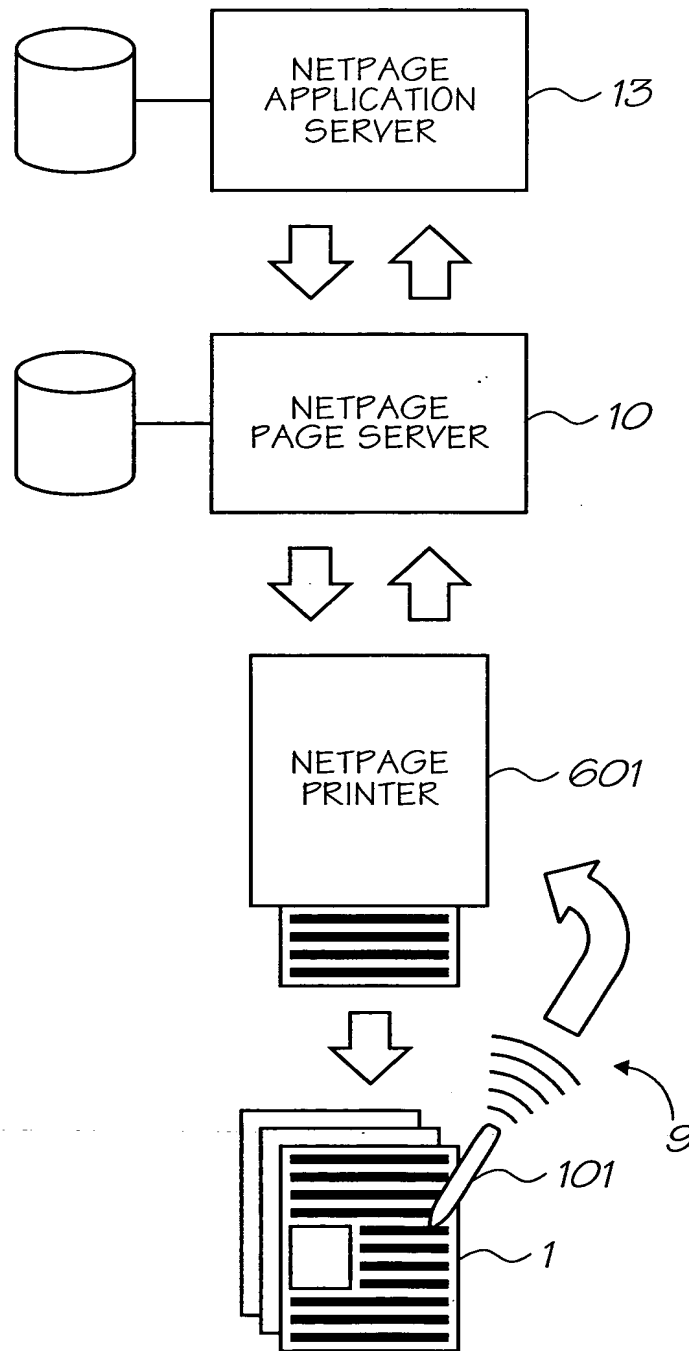 NETPAGE
APPLICATION
SERVER
13
NETPAGE
PAGE SERVER
10
NETPAGE
PRINTER
601
9
101
1